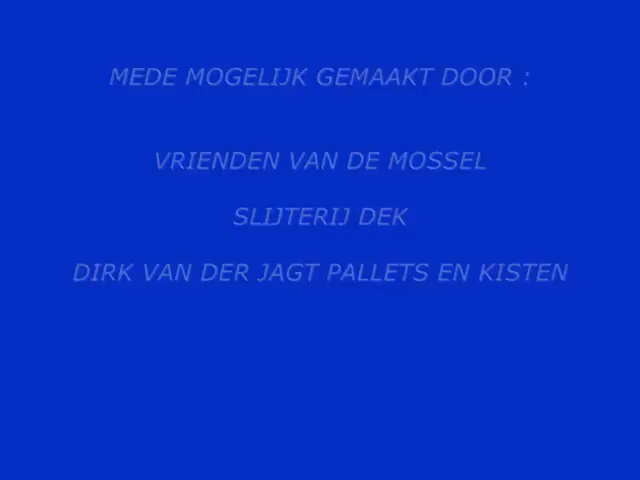 MEDE MOGELIJK GEMAAKT DOOR :
VRIENDEN VAN DE MOSSEL
SLIJTERIJ DEK
DIRK VAN DER JAGT PALLETS EN KISTEN